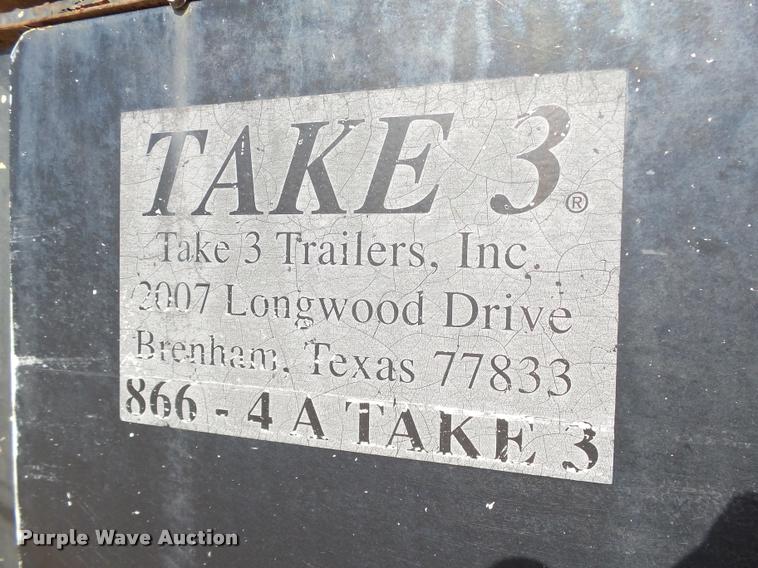 TAKE 3®
Take 3 Trailers, Inc.
2007 Longwood Drive
Brenham, Texas 77833
866 - 4 A TAKE 3
Purple Wave Auction